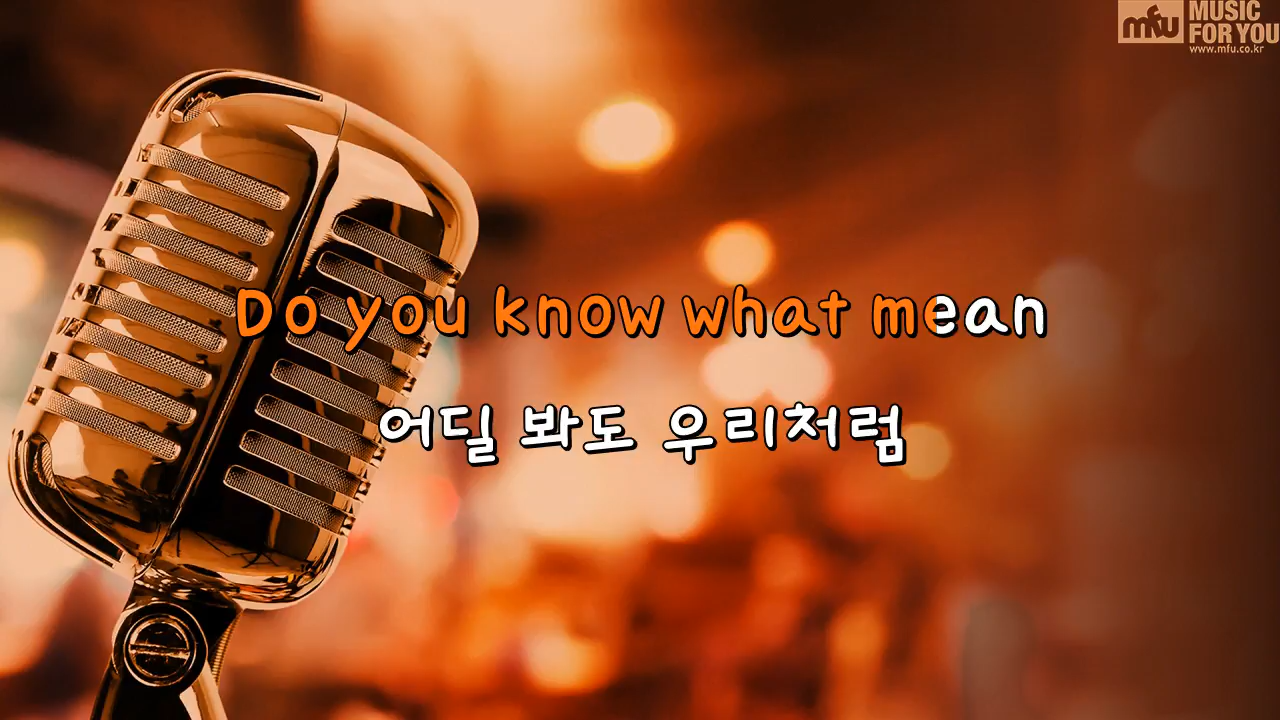 mfu MUSIC
FOR YOU
www.mfu.co.kr
Do you know what mean
어딜 봐도 우리처럼